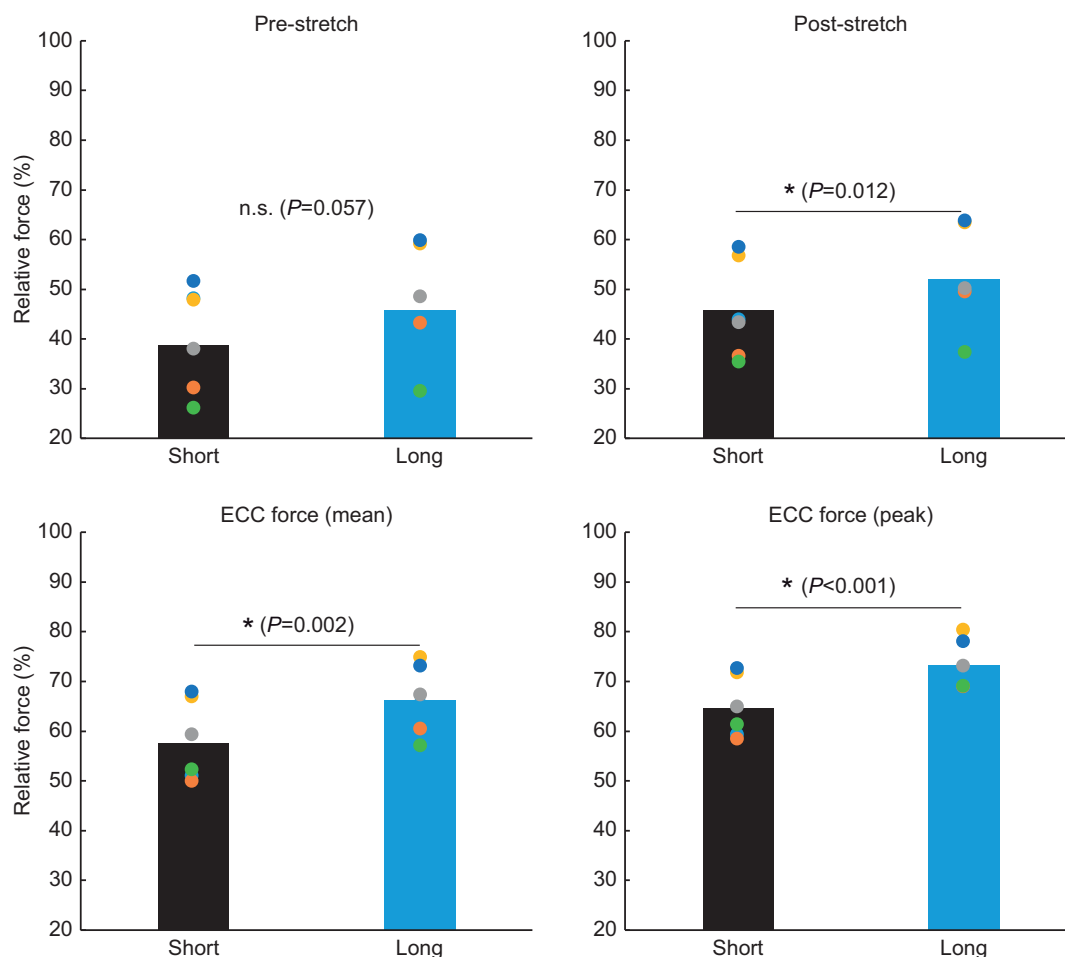 Pre-stretch
100
90
80
70
60
50
40
30
20
Relative force (%)
n.s. (P=0.057)
Short
Long
Post-stretch
100
90
80
70
60
50
40
30
20
* (P=0.012)
Short
Long
ECC force (mean)
100
90
80
70
60
50
40
30
20
Relative force (%)
* (P=0.002)
Short
Long
ECC force (peak)
100
90
80
70
60
50
40
30
20
* (P<0.001)
Short
Long